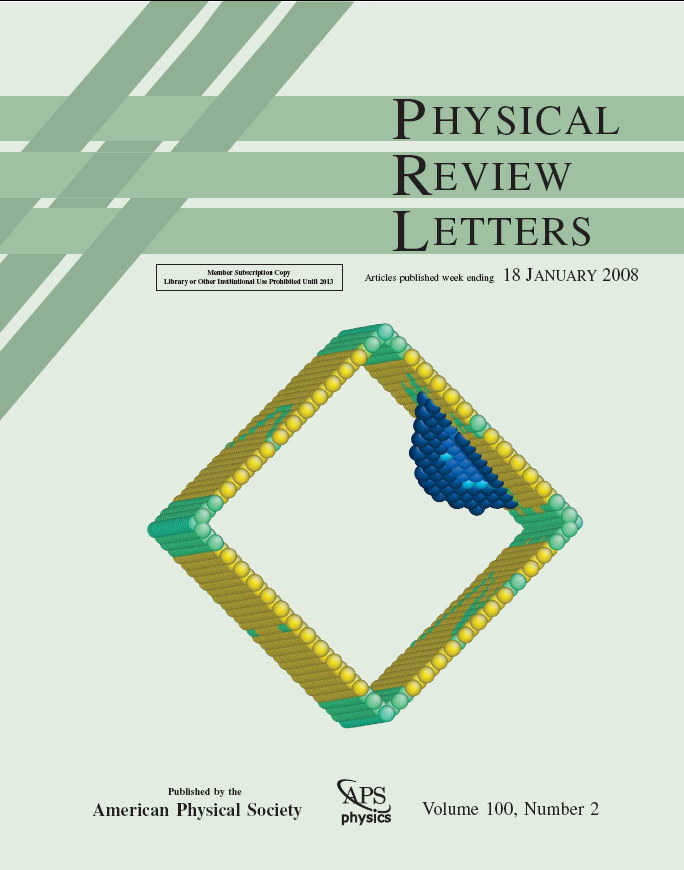 PHYSICAL
REVIEW
LETTERS
Member Subscription Copy
Library or Other Institutional Use Prohibited Until 2013
Articles published week ending 18 JANUARY 2008
Published by the
American Physical Society
APS
physics
Volume 100, Number 2